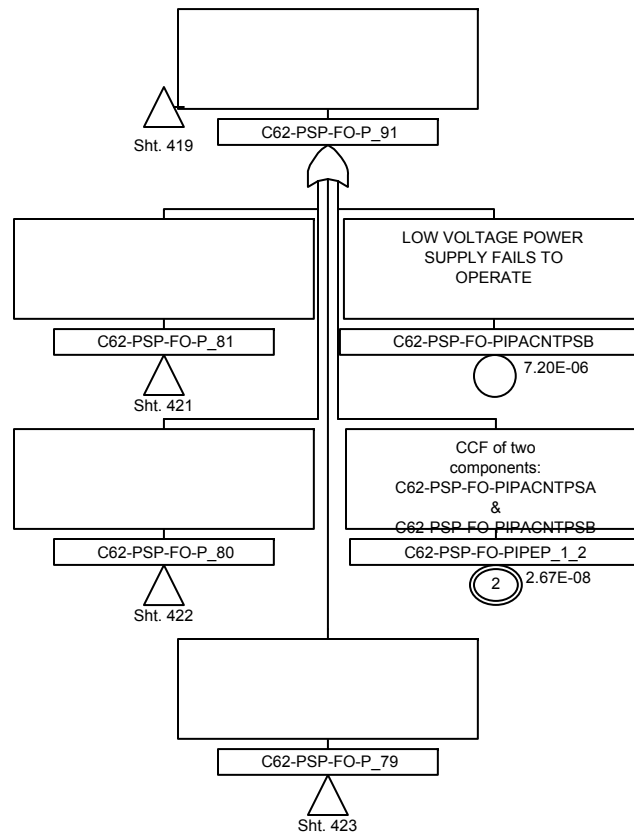 C62-PSP-FO-P_91
Sht. 419
C62-PSP-FO-P_81
Sht. 421
LOW VOLTAGE POWER
SUPPLY FAILS TO
OPERATE
C62-PSP-FO-PIPACNTPSB
7.20E-06
C62-PSP-FO-P_80
Sht. 422
CCF of two
components:
C62-PSP-FO-PIPACNTPSA
&
C62-PSP-FO-PIPACNTPSB
C62-PSP-FO-PIPEP_1_2
2
2.67E-08
C62-PSP-FO-P_79
Sht. 423